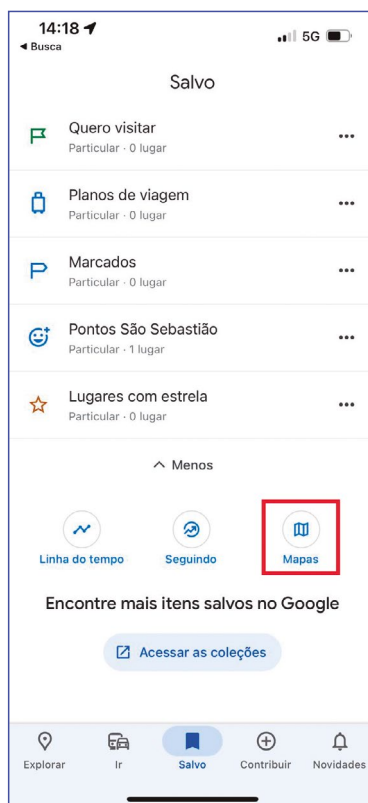 14:18
◄ Busca
5G
Salvo
Quero visitar
Particular · 0 lugar
Planos de viagem
Particular · 0 lugar
Marcados
Particular · 0 lugar
Pontos São Sebastião
Particular · 1 lugar
Lugares com estrela
Particular · 0 lugar
Menos
Linha do tempo Seguindo Mapas
Encontre mais itens salvos no Google
Acessar as coleções
Explorar Ir Salvo Contribuir Novidades